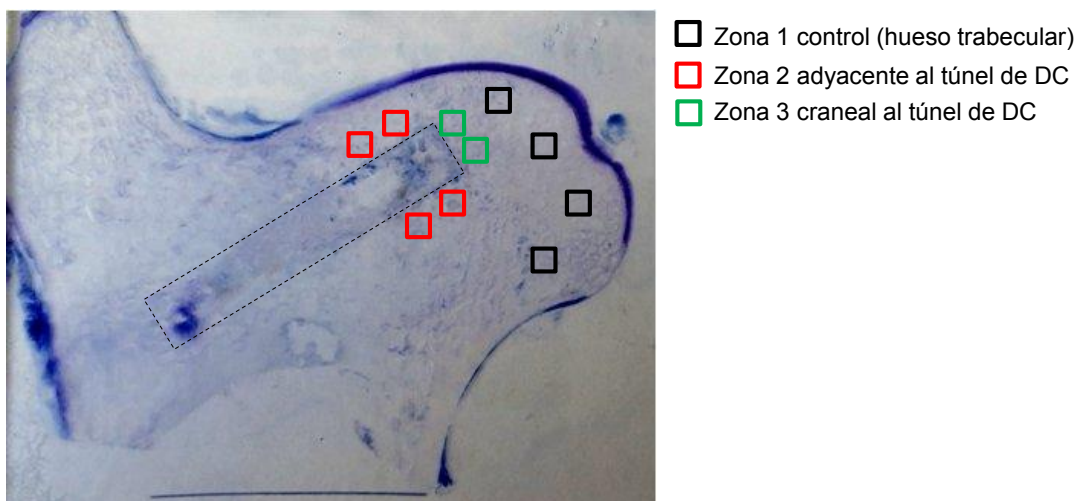 Zona 1 control (hueso trabecular)
Zona 2 adyacente al túnel de DC
Zona 3 craneal al túnel de DC